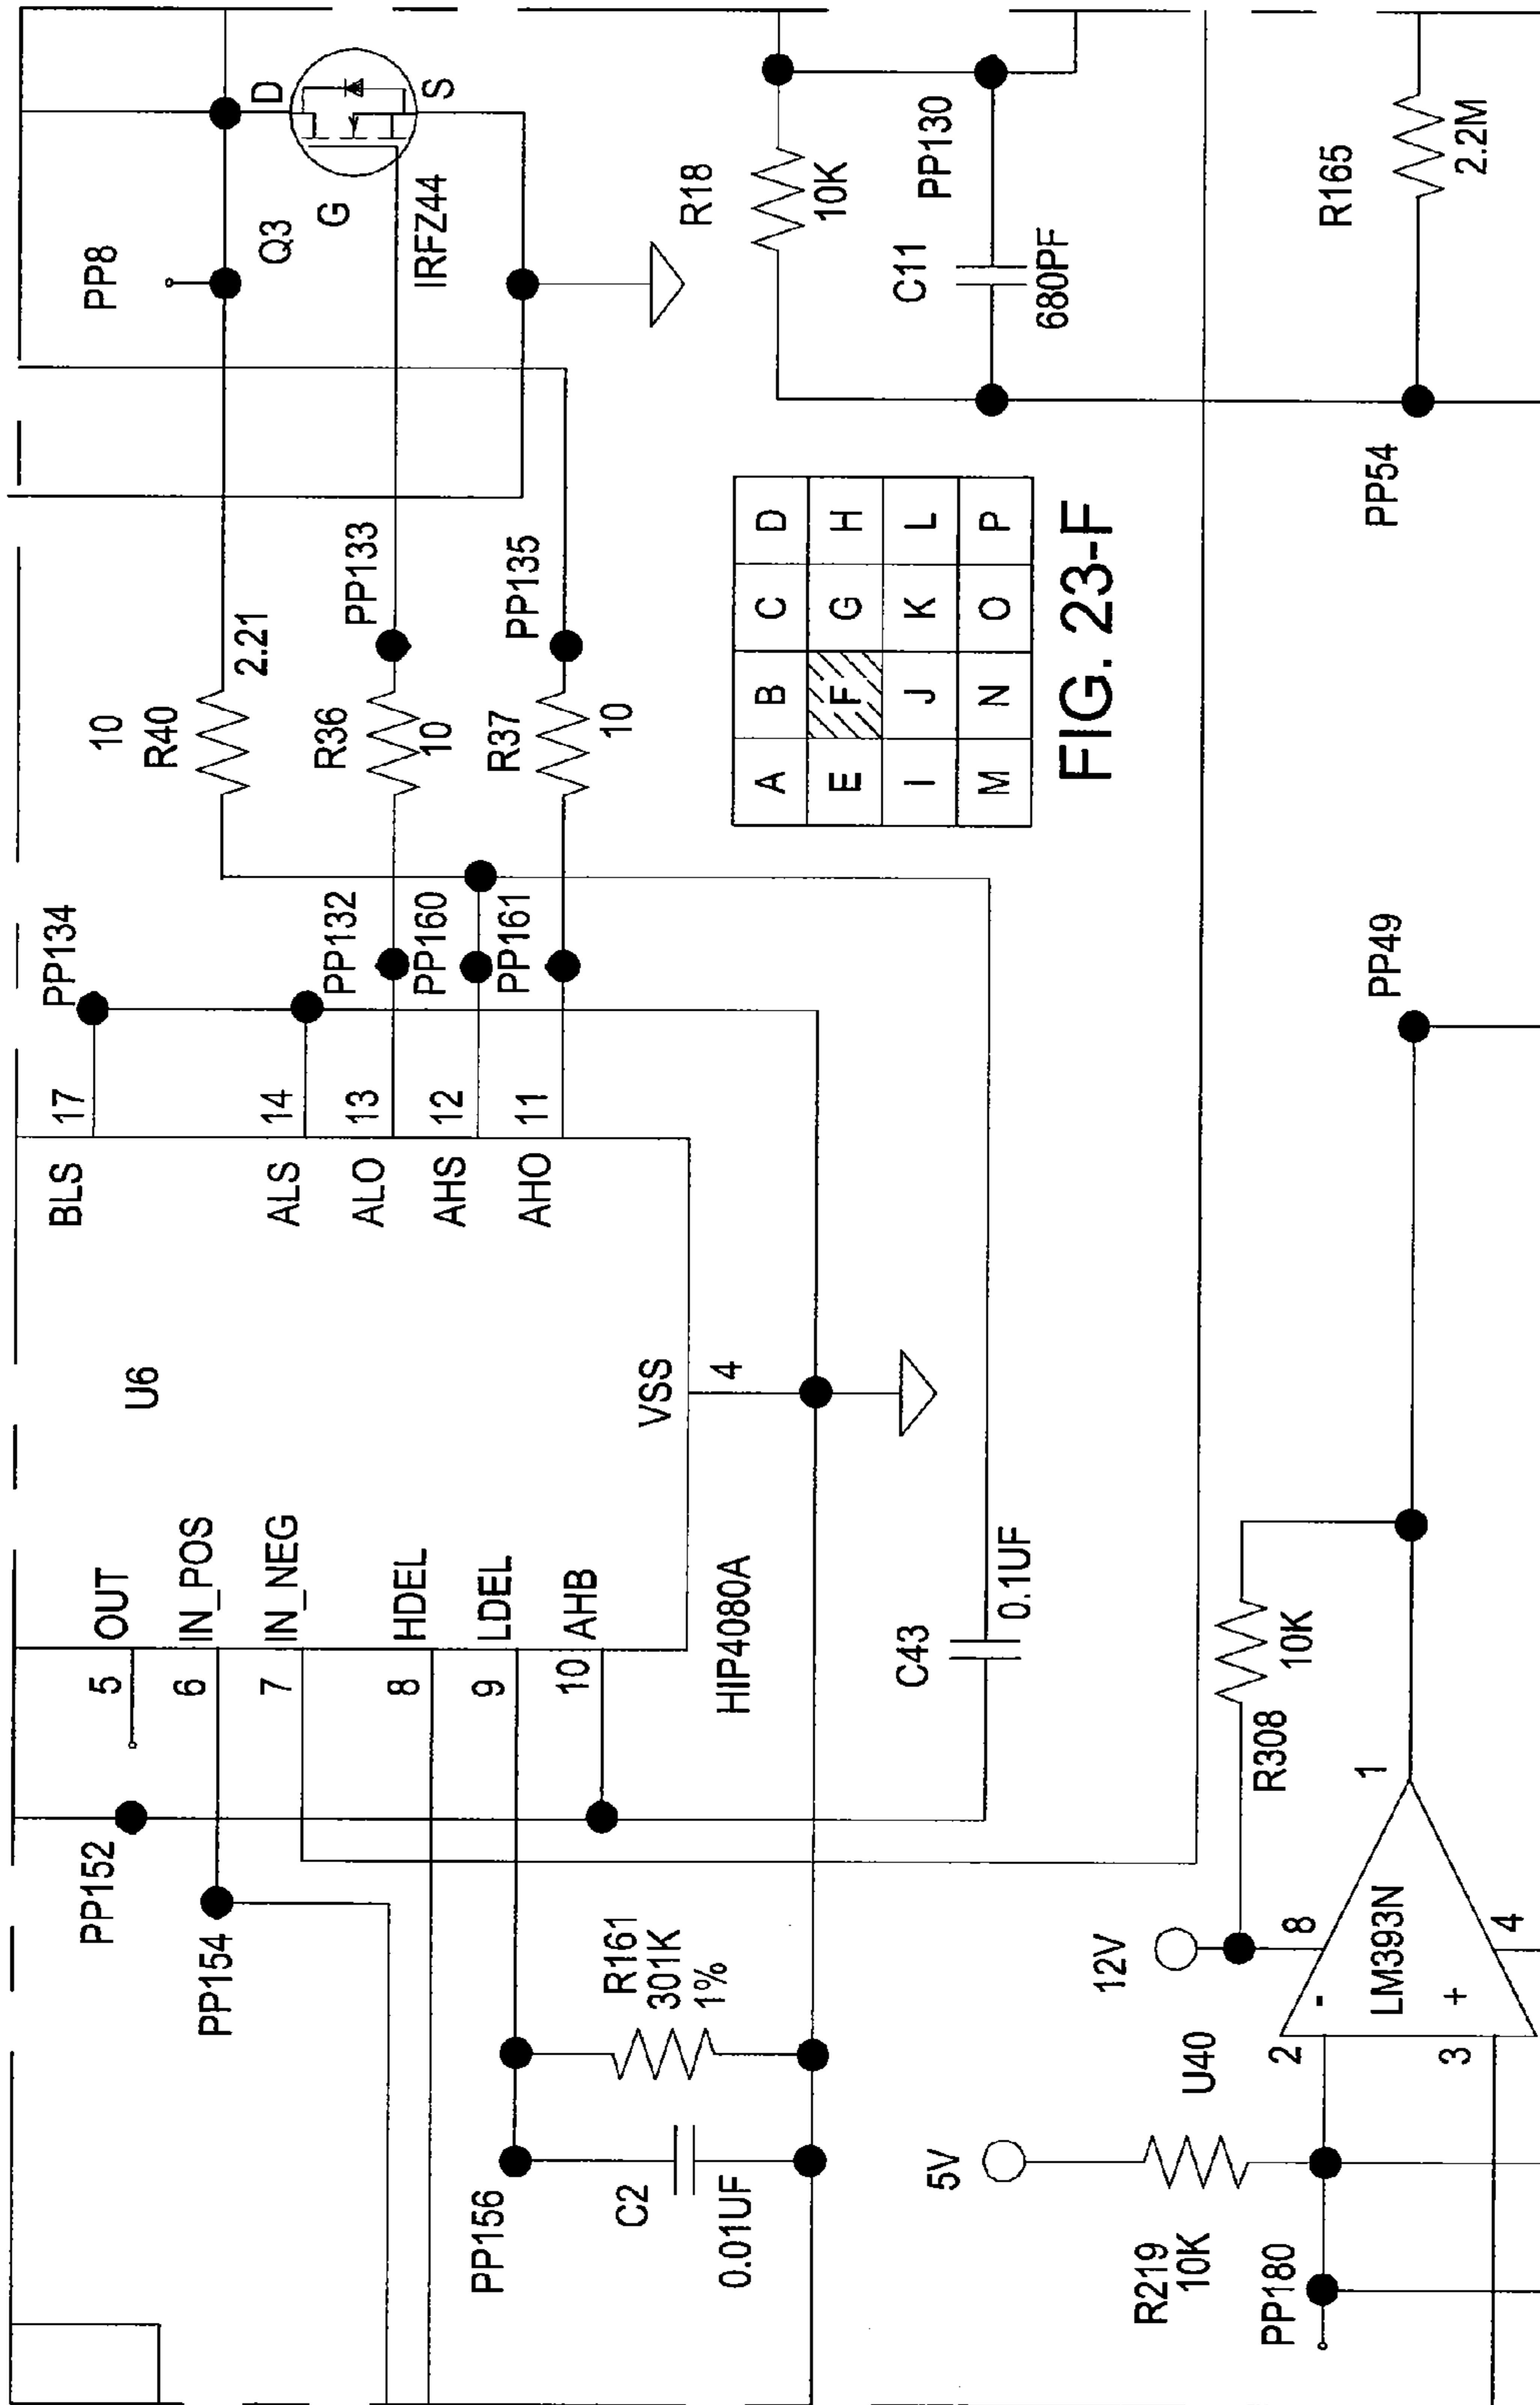 PP152
5
OUT
PP154
6
IN_POS
7
IN_NEG
8
HDEL
PP156
9
LDEL
10
AHB
U6
HIP4080A
VSS
4
BLS
17
PP134
ALS
14
ALO
13
PP132
AHS
12
PP160
AHO
11
PP161
10
R40
2.21
R36
10
PP133
R37
10
PP135
PP8
Q3
D
G
S
IRFZ44
C2
0.01UF
R161
301K
1%
C43
0.1UF
A B C D
E F G H
I J K L
M N O P
FIG. 23-F
R18
10K
C11
680PF
PP130
5V
R219
10K
PP180
U40
12V
2
-
8
LM393N
3
+
4
1
R308
10K
PP49
PP54
R165
2.2M